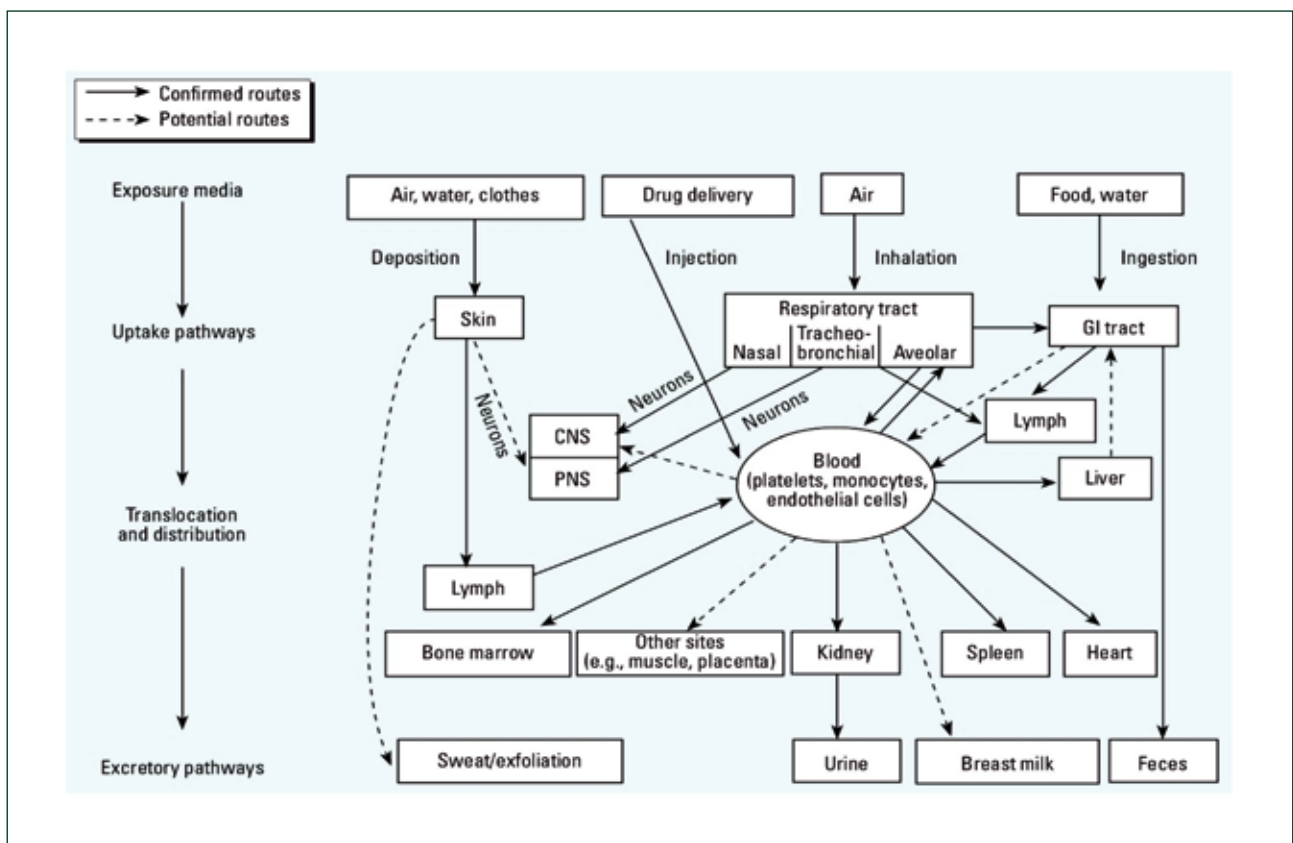 Confirmed routes
Potential routes
Exposure media
Air, water, clothes
Drug delivery
Air
Food, water
Deposition
Injection
Inhalation
Ingestion
Uptake pathways
Skin
Respiratory tract
Nasal
Tracheo-
bronchial
Aveolar
GI tract
Neurons
Neurons
Neurons
CNS
PNS
Lymph
Blood
(platelets, monocytes,
endothelial cells)
Liver
Translocation
and distribution
Lymph
Bone marrow
Other sites
(e.g., muscle, placenta)
Kidney
Spleen
Heart
Excretory pathways
Sweat/exfoliation
Urine
Breast milk
Feces